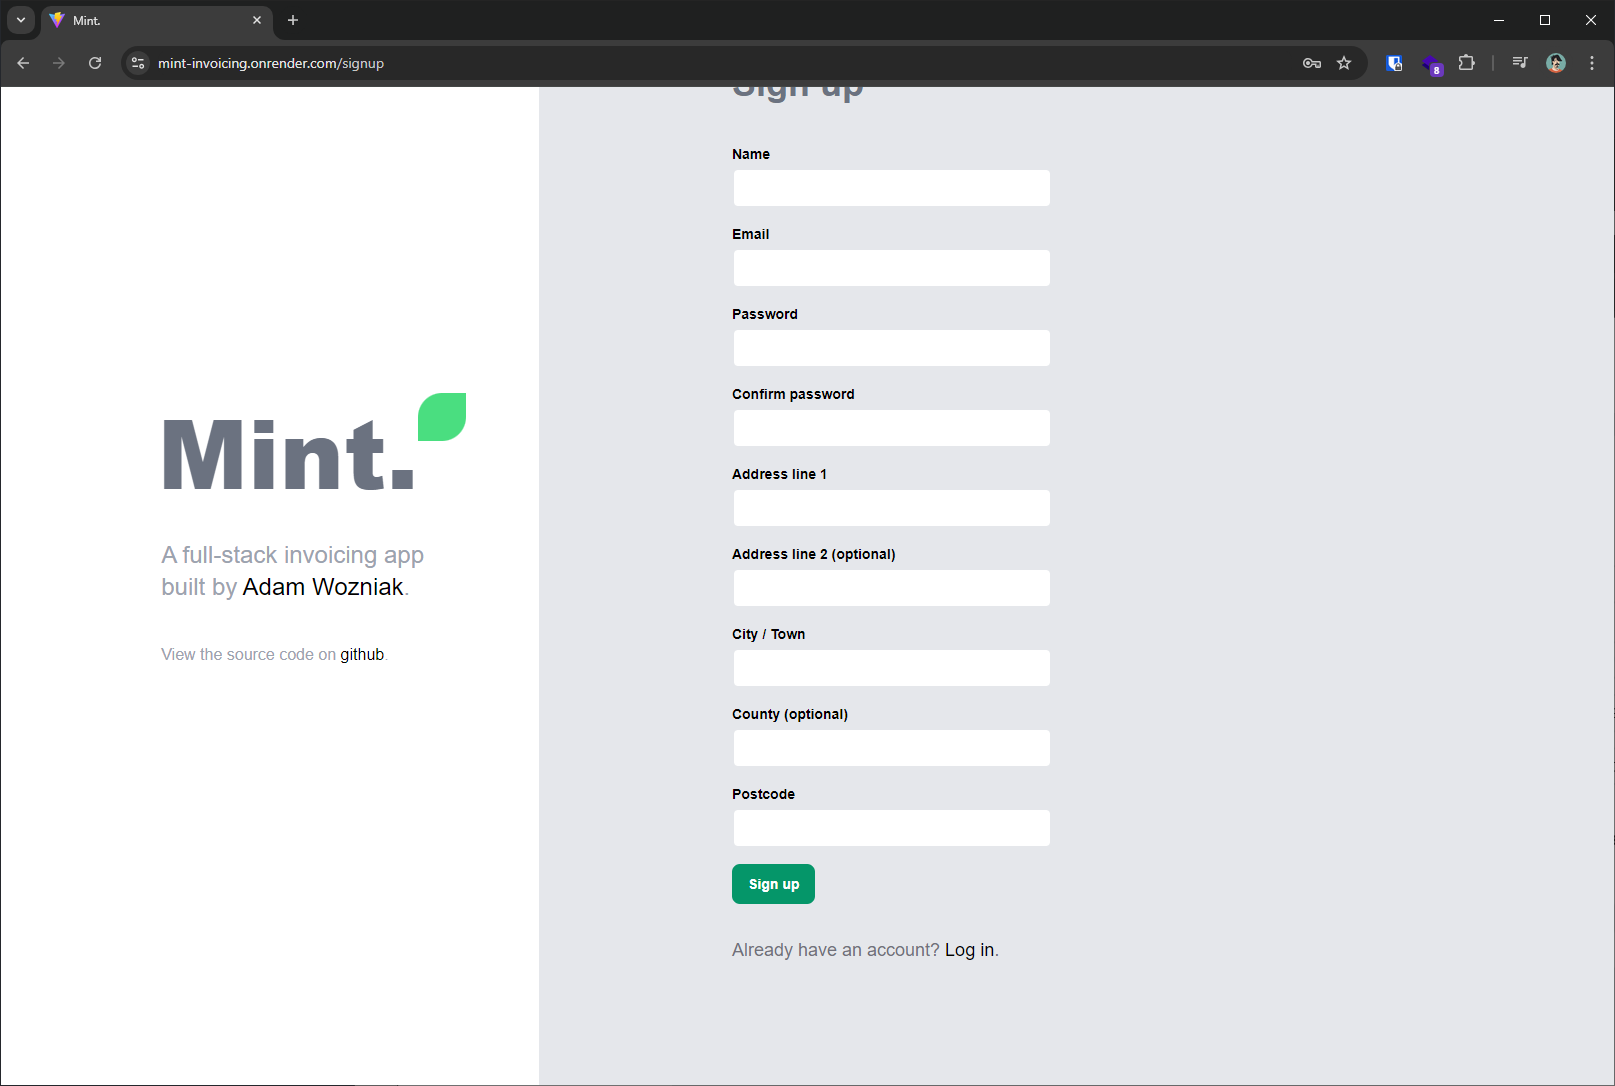 Mint.
mint-invoicing.onrender.com/signup
8
Mint.
A full-stack invoicing app
built by Adam Wozniak.
View the source code on github.
Sign up
Name
Email
Password
Confirm password
Address line 1
Address line 2 (optional)
City / Town
County (optional)
Postcode
Sign up
Already have an account? Log in.